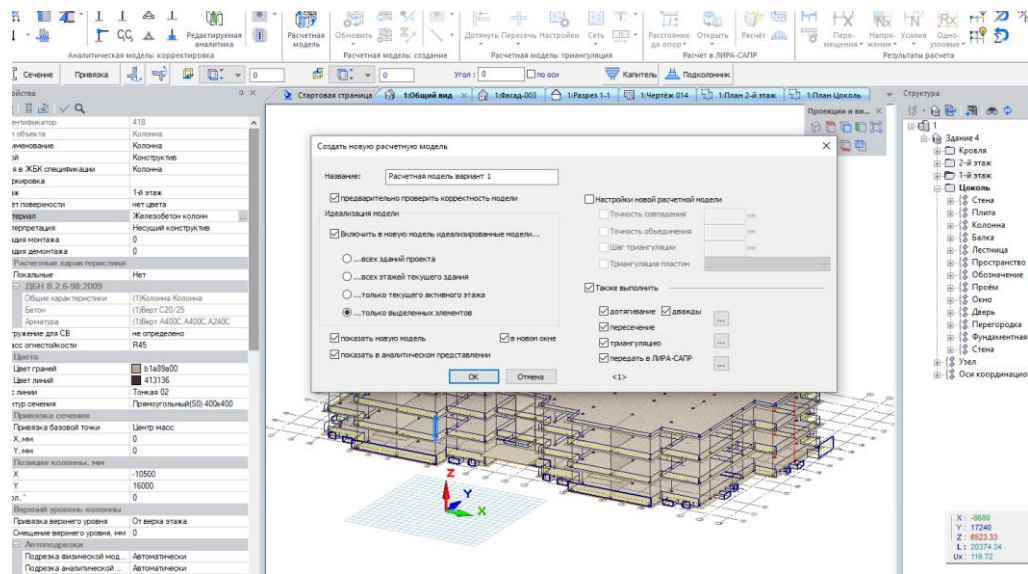 Редактируемая аналитика
Расчетная модель
Обновить
Дотянуть Пересечь Настройки Сеть
Расстояние до опор
Открыть
Расчёт
Пере- мещения
Напря- жения
Усилия
Одно- узловые
Аналитическая модель: корректировка
Расчетная модель: создание
Расчетная модель: триангуляции
Расчет в ЛИРА-САПР
Результаты расчета
Сечение
Привязка
0
0
Угол : 0
по оси
Капитель
Подколонник
Стартовая страница
1:Общий вид
1:Фасад-003
1:Разрез 1-1
1:Чертёж 014
1:План 2-й этаж
1:План Цоколь
Структура
Проекции и ви...
418
Колонна
Колонна
Конструктив
в ЖБК спецификации
Колонна
1-й этаж
нет цвета
Железобетон колонн
Несущий конструктив
0
0
Расчетные характеристики
Нет
ДБН В.2.6-98:2009
Общие характеристики
(1)Колонна Колонна
Бетон
(1)Верт C20/25
Арматура
(1)Верт А400С.А400С.А240С
не определено
R45
Цвета
Цвет граней
b1a89a00
Цвет линий
413136
Тонкая 02
Прямоугольный(S0) 400x400
Привязка сечения
Привязка базовой точки
Центр масс
X, мм
0
Y, мм
0
Позиция колонны, мм
X
-10500
Y
16000
0
Верхний уровень колонны
Привязка верхнего уровня
От верха этажа
Смещение верхнего уровня, мм
0
Автоподрезки
Подрезка физической мод...
Автоматически
Подрезка аналитической ...
Автоматически
Создать новую расчетную модель
Название:
Расчетная модель вариант 1
предварительно проверить корректность модели
Идеализация модели
Включить в новую модель идеализированные модели...
...всех зданий проекта
...всех этажей текущего здания
...только текущего активного этажа
...только выделенных элементов
показать новую модель
в новом окне
показать в аналитическом представлении
OK
Отмена
Настройки новой расчетной модели
Точность совпадения
мм
Точность объединения
мм
Шаг триангуляции
мм
Триангуляция пластин
Также выполнить
дотягивание
дважды
...
пересечение
триангуляцию
...
передать в ЛИРА-САПР
...
<1>
Z
Y
X
1
Здание 4
Кровля
2-й этаж
1-й этаж
Цоколь
Стена
Плита
Колонна
Балка
Лестница
Пространство
Обозначение
Проём
Окно
Дверь
Перегородка
Фундаментная
Стена
Узел
Оси координацио
X: -8680
Y: 17240
Z: 6523.33
L: 20374.34
Ux: 116.72